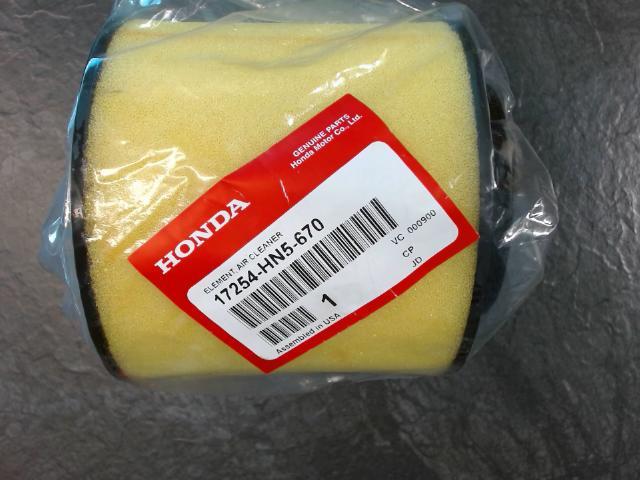 GENUINE PARTS
Honda Motor Co., Ltd.
HONDA
ELEMENT, AIR CLEANER
17254-HN5-670
VC 000900
1
CP
JD
Assembled in USA